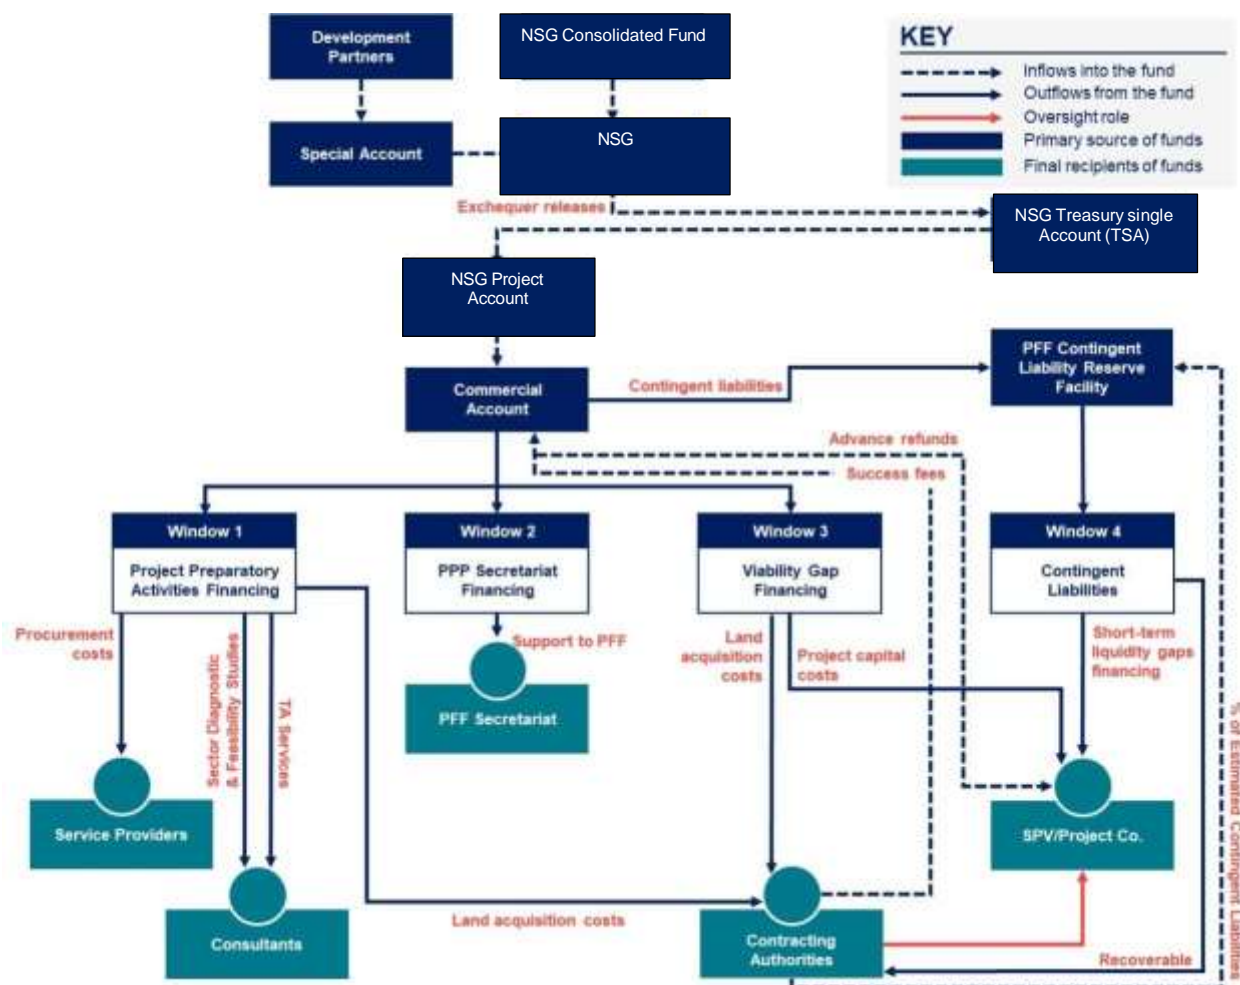 Development
Partners
NSG Consolidated Fund
KEY
Inflows into the fund
Outflows from the fund
Oversight role
Primary source of funds
Final recipients of funds
Special Account
NSG
Exchequer releases
NSG Treasury single
Account (TSA)
NSG Project
Account
Commercial
Account
Contingent liabilities
PFF Contingent
Liability Reserve
Facility
Advance refunds
Success fees
Window 1
Project Preparatory
Activities Financing
Window 2
PPP Secretariat
Financing
Window 3
Viability Gap
Financing
Window 4
Contingent
Liabilities
Procurement
costs
Sector Diagnostic
& Feasibility Studies
TA Services
Support to PFF
Land
acquisition
costs
Project capital
costs
Short-term
liquidity gaps
financing
% of Estimated Contingent Liabilities
PFF Secretariat
Service Providers
SPV/Project Co.
Consultants
Land acquisition costs
Contracting
Authorities
Recoverable